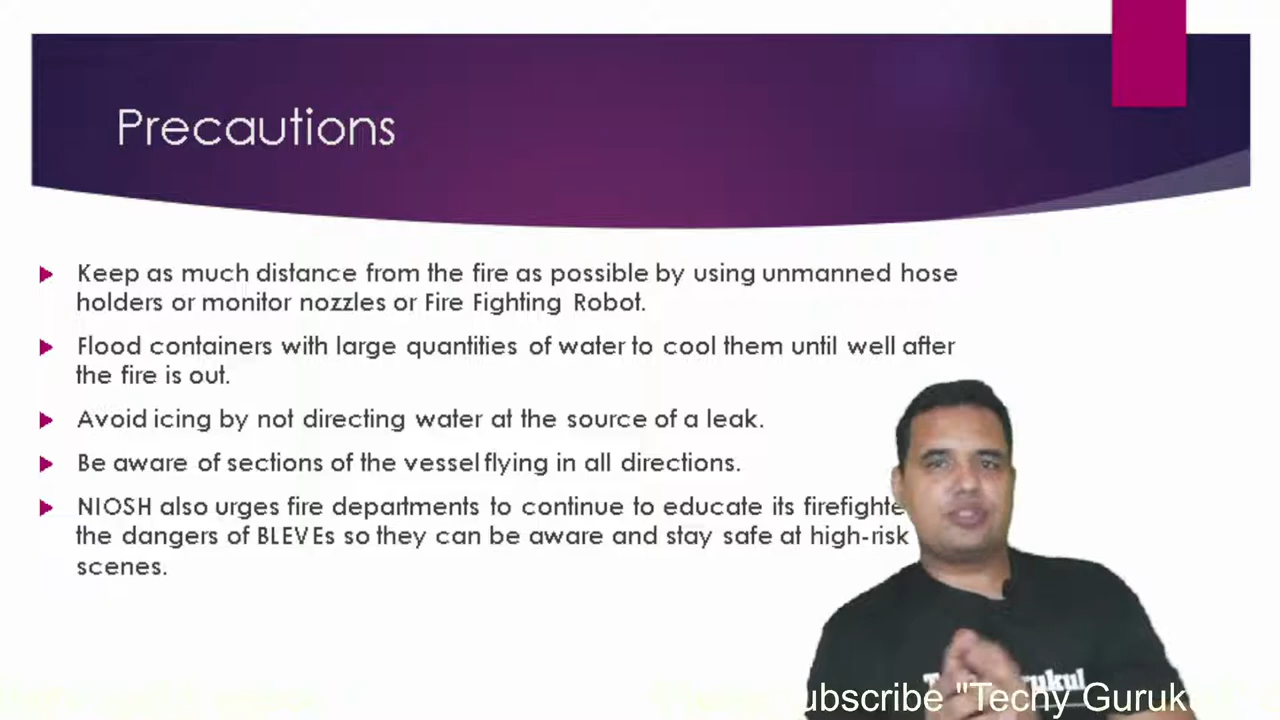 Precautions
Keep as much distance from the fire as possible by using unmanned hose
holders or monitor nozzles or Fire Fighting Robot.
Flood containers with large quantities of water to cool them until well after
the fire is out.
Avoid icing by not directing water at the source of a leak.
Be aware of sections of the vessel flying in all directions.
NIOSH also urges fire departments to continue to educate its
the dangers of BLEVEs so they can be aware and stay safe at high-risk
scenes.
"Techy